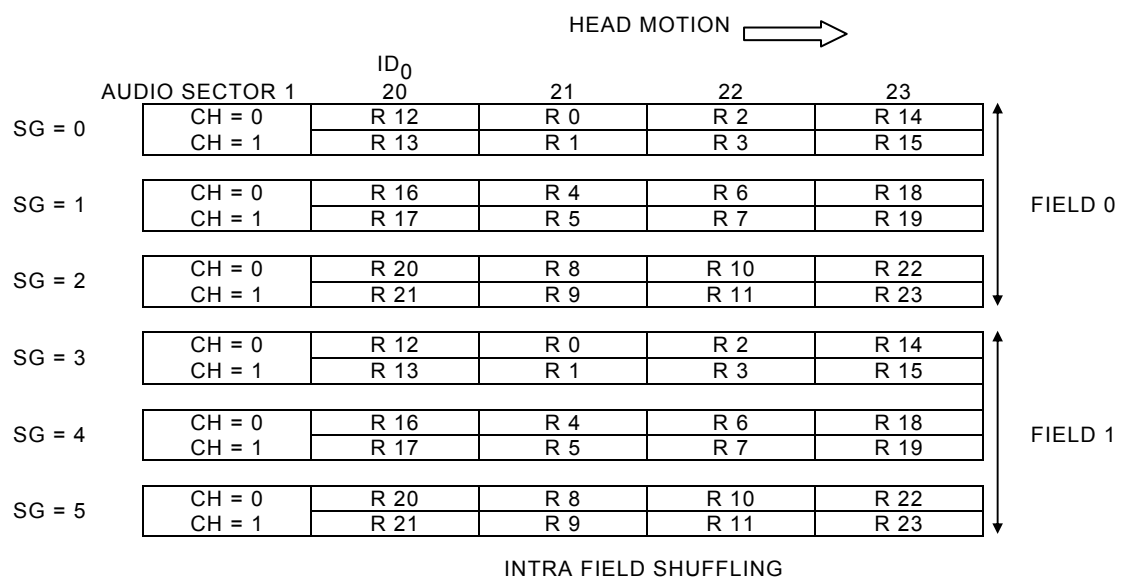 HEAD MOTION
ID0
AUDIO SECTOR 1 20 21 22 23
SG = 0 CH = 0 R 12 R 0 R 2 R 14
CH = 1 R 13 R 1 R 3 R 15
SG = 1 CH = 0 R 16 R 4 R 6 R 18
CH = 1 R 17 R 5 R 7 R 19
FIELD 0
SG = 2 CH = 0 R 20 R 8 R 10 R 22
CH = 1 R 21 R 9 R 11 R 23
SG = 3 CH = 0 R 12 R 0 R 2 R 14
CH = 1 R 13 R 1 R 3 R 15
SG = 4 CH = 0 R 16 R 4 R 6 R 18
CH = 1 R 17 R 5 R 7 R 19
FIELD 1
SG = 5 CH = 0 R 20 R 8 R 10 R 22
CH = 1 R 21 R 9 R 11 R 23
INTRA FIELD SHUFFLING